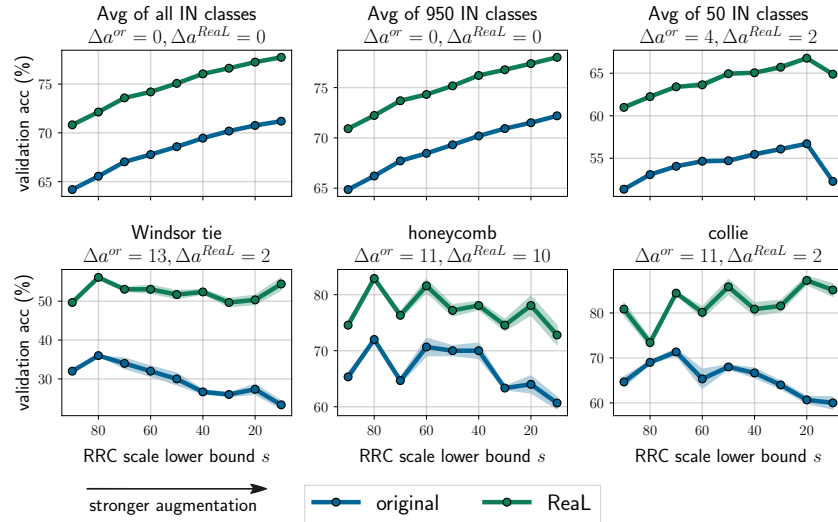 Avg of all IN classes
Δa^{or} = 0, Δa^{ReaL} = 0
Avg of 950 IN classes
Δa^{or} = 0, Δa^{ReaL} = 0
Avg of 50 IN classes
Δa^{or} = 4, Δa^{ReaL} = 2
validation acc (%)
75
70
65
75
70
65
65
55
Windsor tie
Δa^{or} = 13, Δa^{ReaL} = 2
honeycomb
Δa^{or} = 11, Δa^{ReaL} = 10
collie
Δa^{or} = 11, Δa^{ReaL} = 2
validation acc (%)
50
30
80
70
60
80
70
60
80 60 40 20
80 60 40 20
80 60 40 20
RRC scale lower bound s
RRC scale lower bound s
RRC scale lower bound s
stronger augmentation
original
ReaL